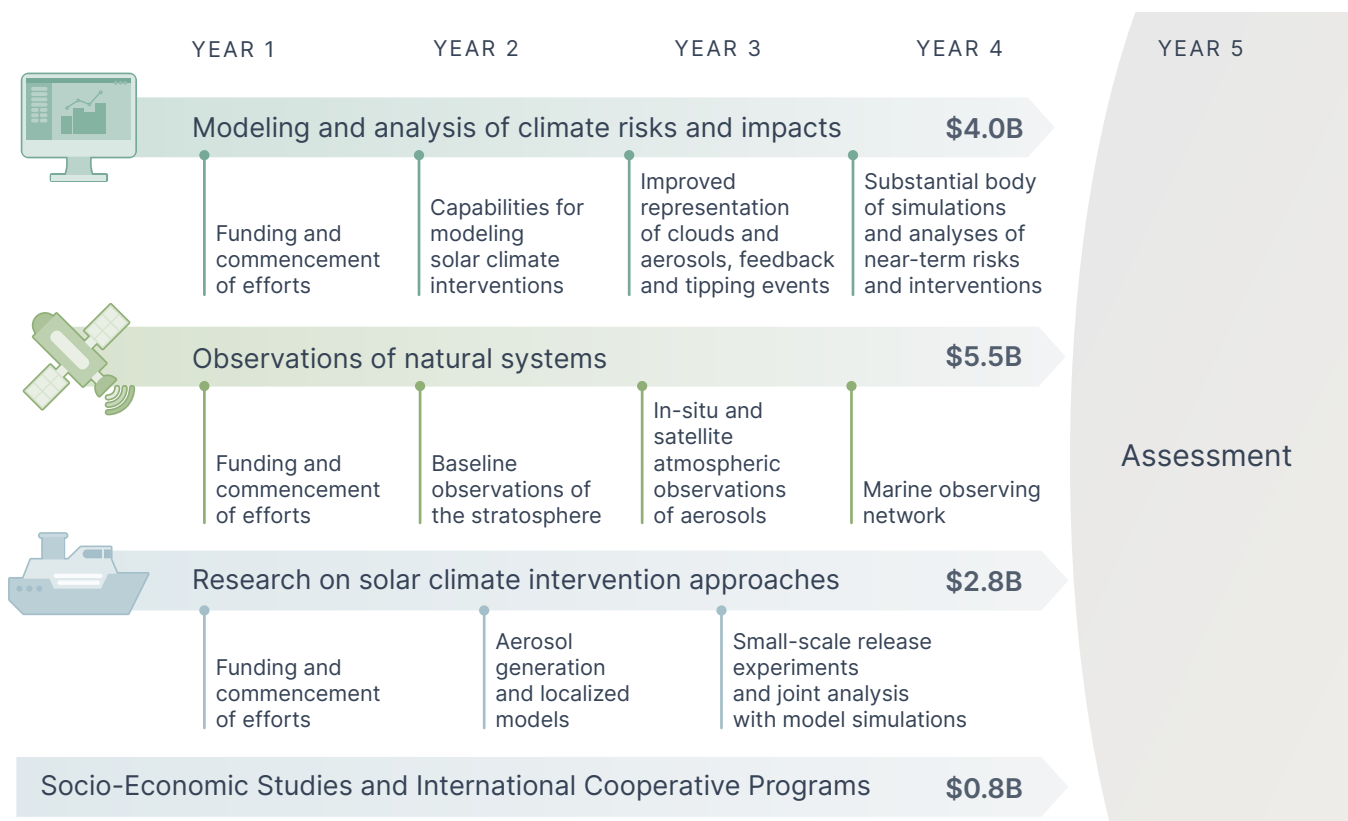 YEAR 1
YEAR 2
YEAR 3
YEAR 4
YEAR 5
Modeling and analysis of climate risks and impacts
$4.0B
Funding and
commencement
of efforts
Capabilities for
modeling
solar climate
interventions
Improved
representation
of clouds and
aerosols, feedback
and tipping events
Substantial body
of simulations
and analyses of
near-term risks
and interventions
Observations of natural systems
$5.5B
Funding and
commencement
of efforts
Baseline
observations of
the stratosphere
In-situ and
satellite
atmospheric
observations
of aerosols
Marine observing
network
Assessment
Research on solar climate intervention approaches
$2.8B
Funding and
commencement
of efforts
Aerosol
generation
and localized
models
Small-scale release
experiments
and joint analysis
with model simulations
Socio-Economic Studies and International Cooperative Programs
$0.8B